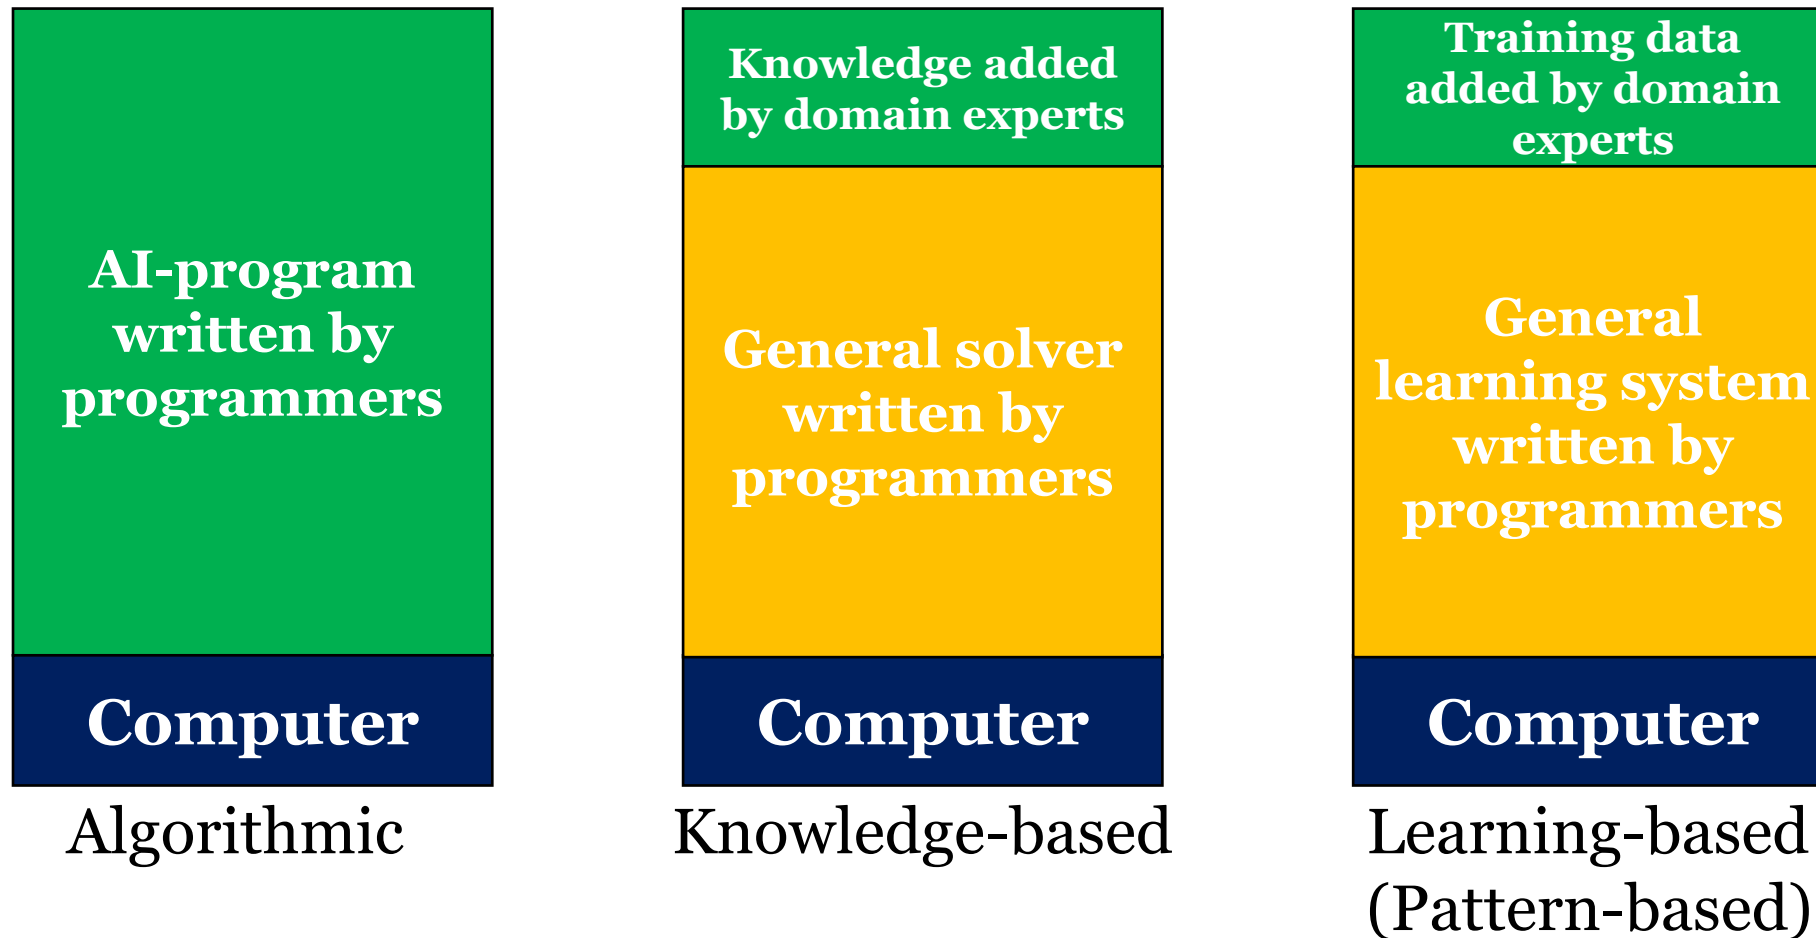 AI-program
written by
programmers
Computer
Algorithmic
Knowledge added
by domain experts
General solver
written by
programmers
Computer
Knowledge-based
Training data
added by domain
experts
General
learning system
written by
programmers
Computer
Learning-based
(Pattern-based)